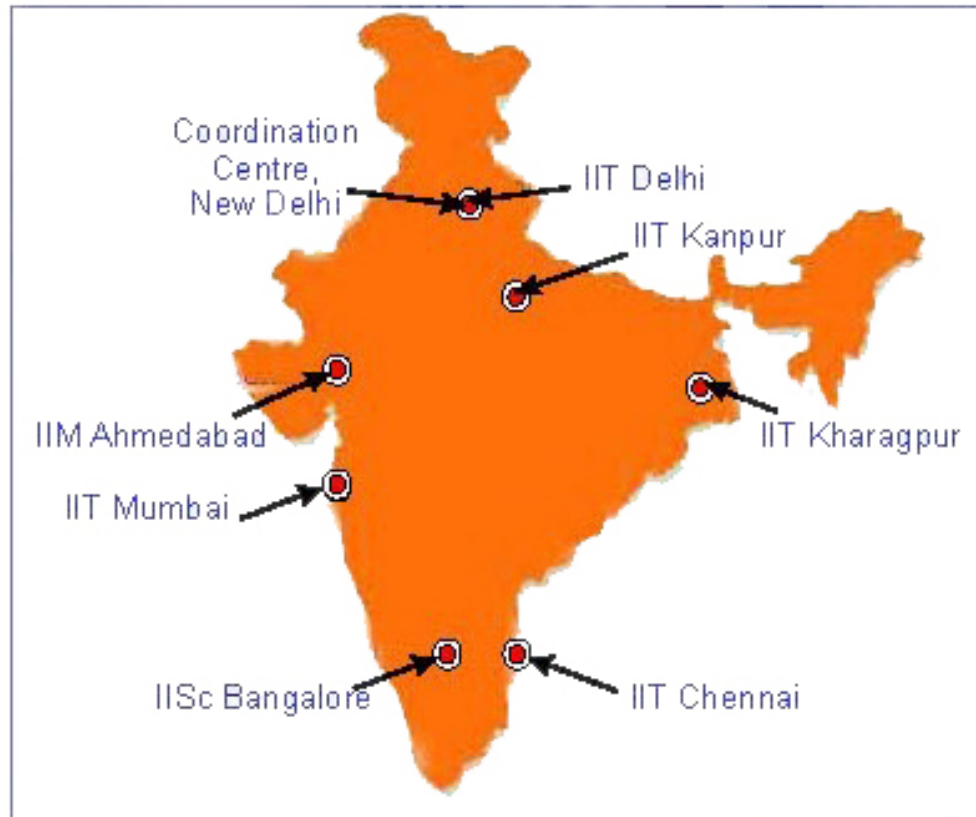 Coordination
Centre,
New Delhi
IIT Delhi
IIT Kanpur
IIM Ahmedabad
IIT Kharagpur
IIT Mumbai
IISc Bangalore
IIT Chennai